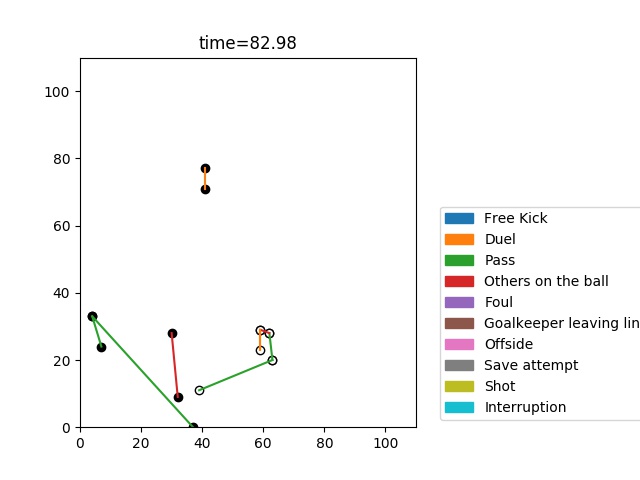 time=82.98
100
80
60
40
20
0
0 20 40 60 80 100
Free Kick
Duel
Pass
Others on the ball
Foul
Goalkeeper leaving lin
Offside
Save attempt
Shot
Interruption